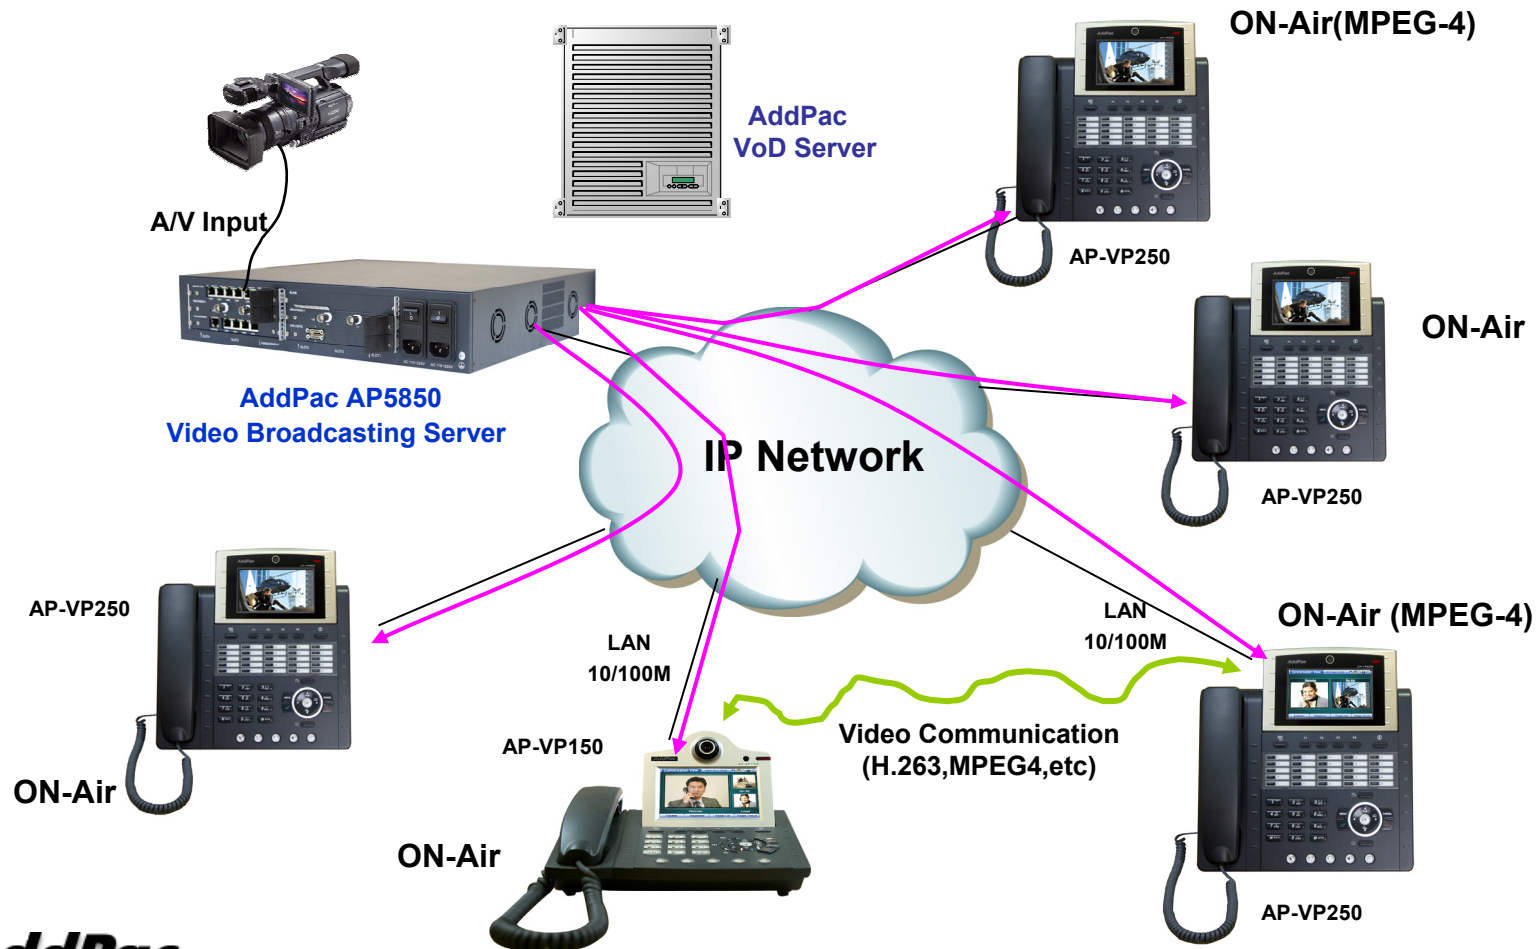 ON-Air(MPEG-4)
AddPac
VoD Server
A/V Input
AP-VP250
ON-Air
AddPac AP5850
Video Broadcasting Server
IP Network
AP-VP250
AP-VP250
LAN
10/100M
LAN
10/100M
ON-Air (MPEG-4)
Video Communication
(H.263,MPEG4,etc)
AP-VP150
ON-Air
ON-Air
AP-VP250